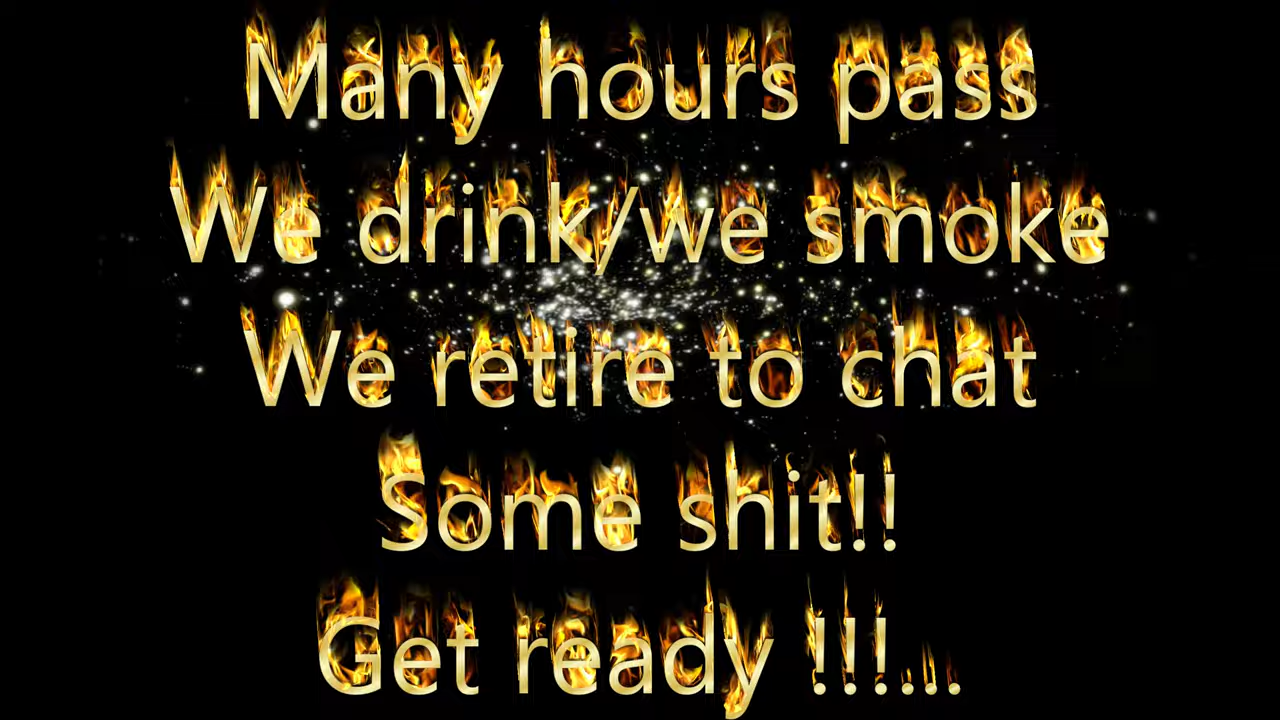 Many hours pass
We drink/we smoke
We retire to chat
Some shit!!
Get ready !!!...